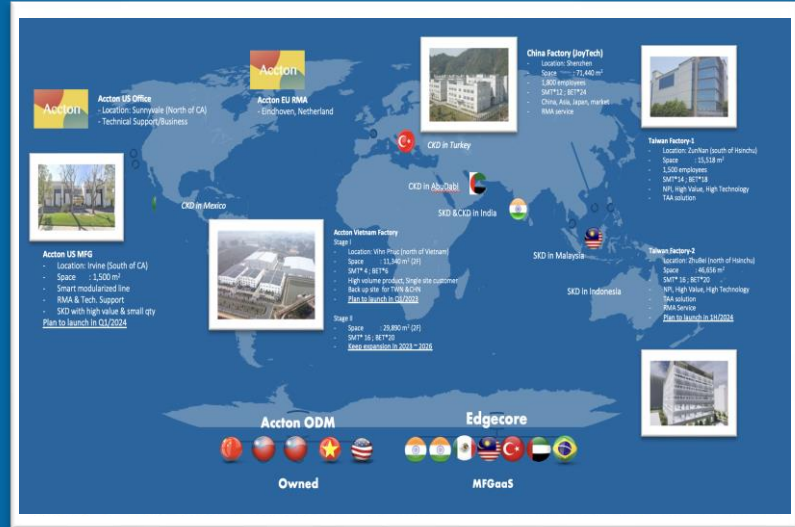 Accton
Accton US Office
- Location: Sunnyvale (North of CA)
- Technical Support/Business
Accton
Accton EU RMA
- Eindhoven, Netherland
China Factory (JoyTech)
- Location: Shenzhen
- Space : 71,440 m²
- 1,800 employees
- SMT*12 ; BET*24
- China, Asia, Japan, market
- RMA service
Taiwan Factory-1
- Location: ZunNan (south of Hsinchu)
- Space : 15,518 m²
- 1,500 employees
- SMT*14 ; BET*18
- NPI, High Value, High Technology
- TAA solution
CKD in Turkey
CKD in AbuDabi
SKD &CKD in India
CKD in Mexico
SKD in Malaysia
SKD in Indonesia
Accton US MFG
- Location: Irvine (South of CA)
- Space : 1,500 m²
- Smart modularized line
- RMA & Tech. Support
- SKD with high value & small qty
Plan to launch in Q1/2024
Accton Vietnam Factory
Stage I
- Location: Vihn Phuc (north of Vietnam)
- Space : 11,340 m² (2F)
- SMT* 4 ; BET*6
- High volume product, Single site customer
- Back up site for TWN &CHN
- Plan to launch in Q3/2023
Stage II
- Space : 29,890 m² (2F)
- SMT* 16 ; BET*20
- Keep expansion in 2023 ~ 2026
Taiwan Factory-2
- Location: ZhuBei (north of Hsinchu)
- Space : 46,656 m²
- SMT* 16 ; BET*20
- NPI, High Value, High Technology
- TAA solution
- RMA Service
- Plan to launch in 1H/2024
Accton ODM
Edgecore
Owned
MFGaaS